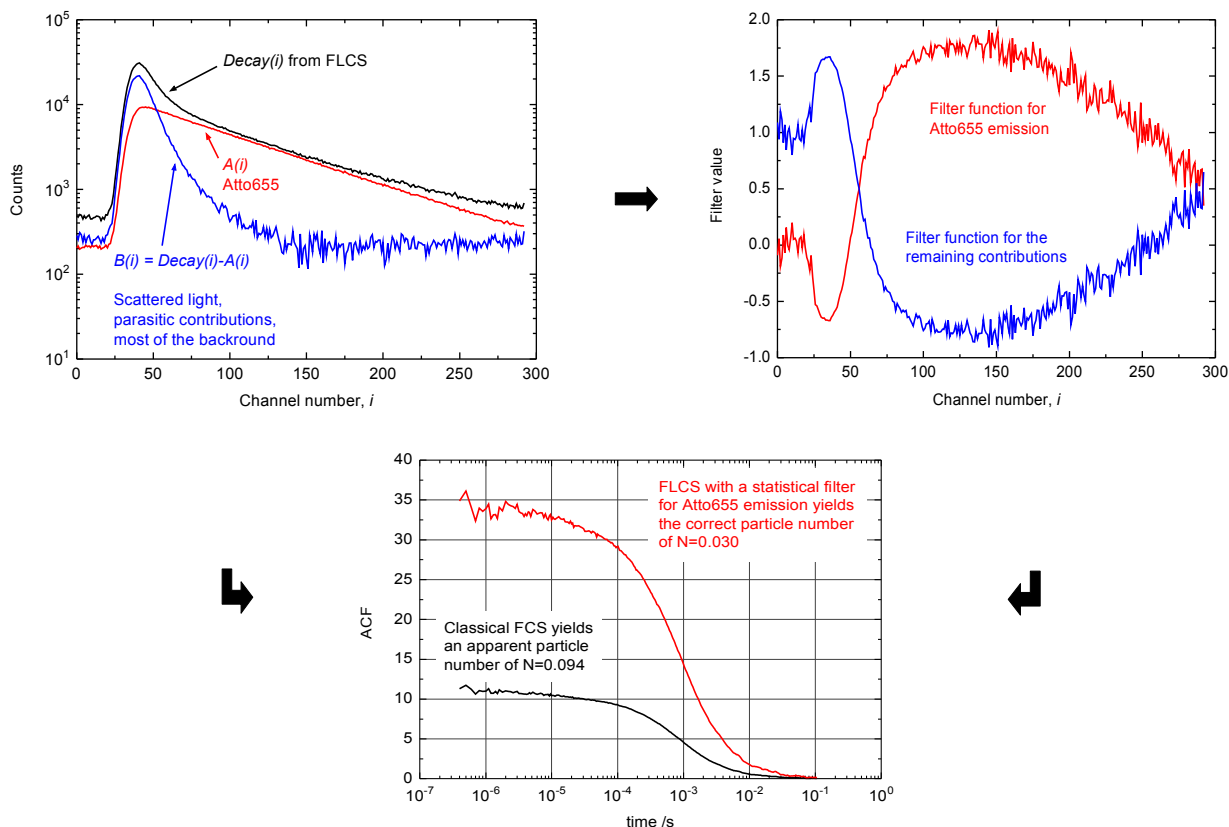 10^5
10^4
10^3
10^2
10^1
Counts
Decay(i) from FLCS
A(i)
Atto655
B(i) = Decay(i)-A(i)
Scattered light,
parasitic contributions,
most of the backround
0 50 100 150 200 250 300
Channel number, i
2.0
1.5
1.0
0.5
0.0
-0.5
-1.0
Filter value
Filter function for
Atto655 emission
Filter function for the
remaining contributions
0 50 100 150 200 250 300
Channel number, i
40
35
30
25
20
15
10
5
0
ACF
FLCS with a statistical filter
for Atto655 emission yields
the correct particle number
of N=0.030
Classical FCS yields
an apparent particle
number of N=0.094
10^-7 10^-6 10^-5 10^-4 10^-3 10^-2 10^-1 10^0
time /s